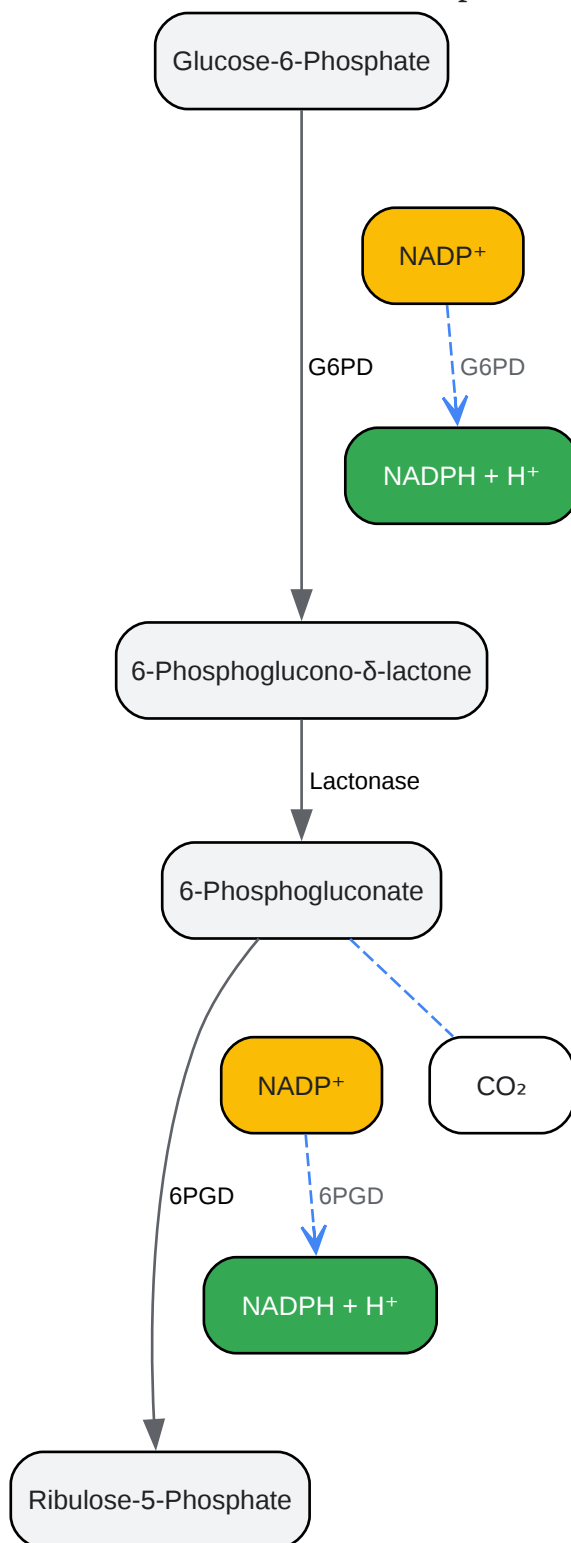 Glucose-6-Phosphate
NADP⁺
G6PD
G6PD
NADPH + H⁺
6-Phosphoglucono-δ-lactone
Lactonase
6-Phosphogluconate
NADP⁺
CO₂
6PGD
6PGD
NADPH + H⁺
Ribulose-5-Phosphate